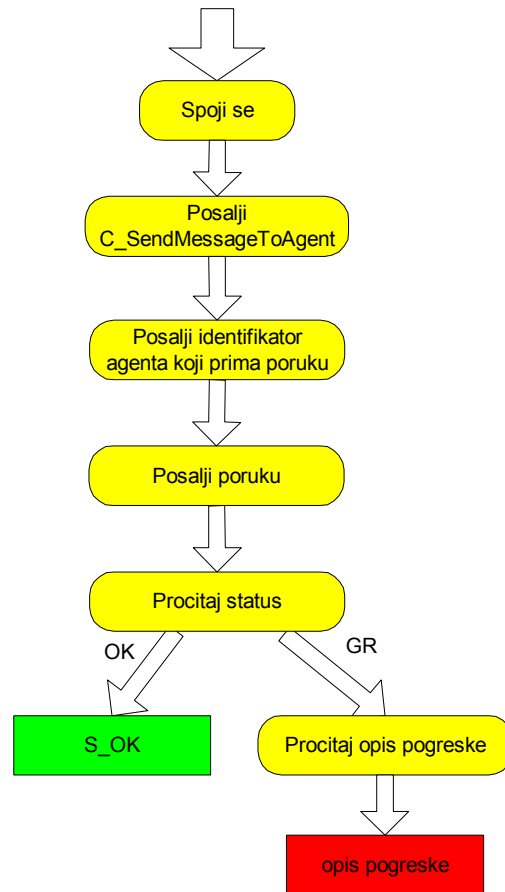 Spoji se
Posalji
C_SendMessageToAgent
Posalji identifikator
agenta koji prima poruku
Posalji poruku
Procitaj status
OK
GR
S_OK
Procitaj opis pogreske
opis pogreske